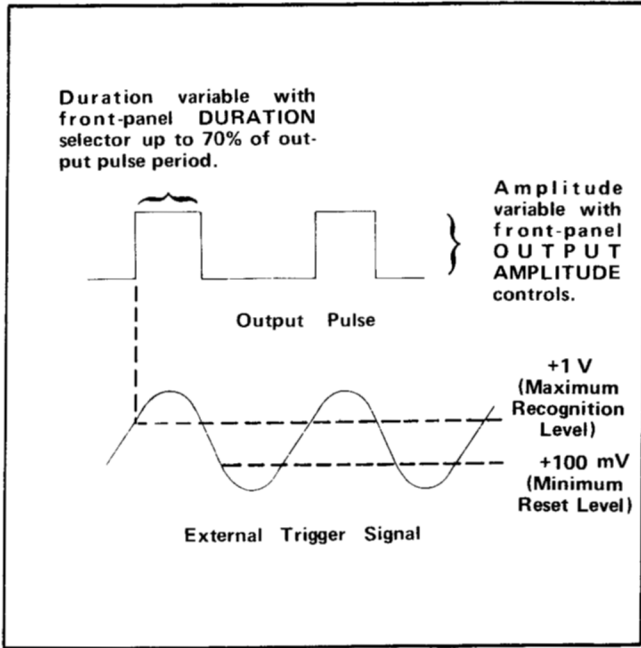 Duration variable with
front-panel DURATION
selector up to 70% of out-
put pulse period.
Amplitude
variable with
front-panel
OUTPUT
AMPLITUDE
controls.
Output Pulse
+1 V
(Maximum
Recognition
Level)
+100 mV
(Minimum
Reset Level)
External Trigger Signal